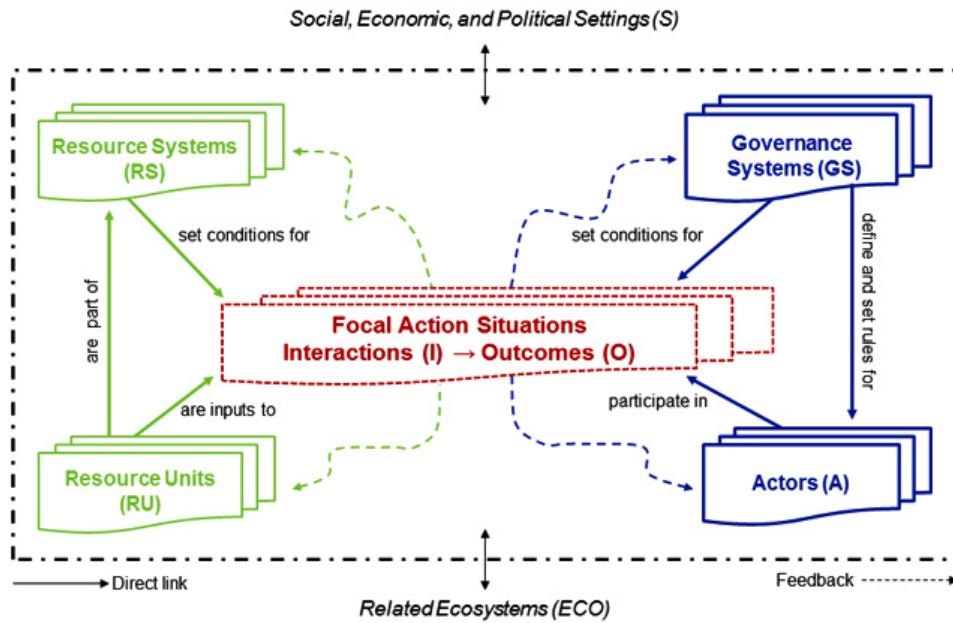 Social, Economic, and Political Settings (S)
Resource Systems
(RS)
Governance
Systems (GS)
set conditions for
set conditions for
define and set rules for
are part of
Focal Action Situations
Interactions (I) → Outcomes (O)
are inputs to
participate in
Resource Units
(RU)
Actors (A)
Direct link
Feedback
Related Ecosystems (ECO)